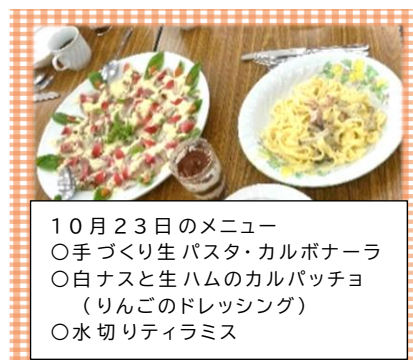 10月23日のメニュー
〇手づくり生パスタ・カルボナーラ
〇白ナスと生ハムのカルパッチョ
（りんごのドレッシング）
〇水切りティラミス